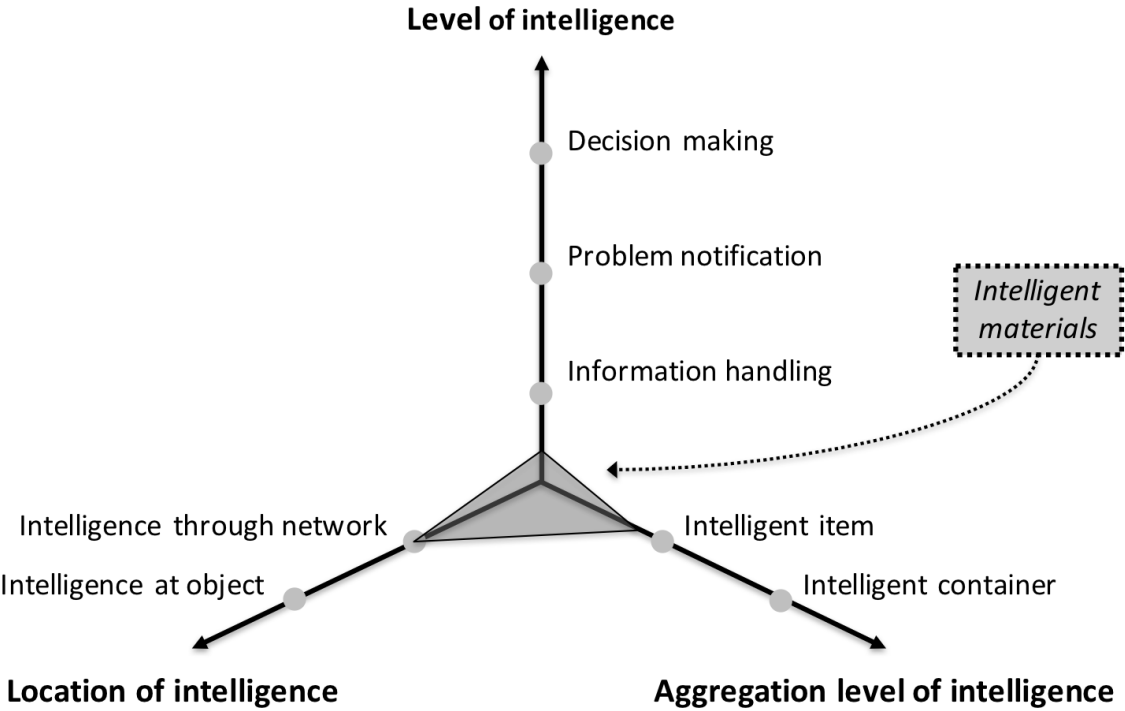 Level of intelligence
Decision making
Problem notification
Intelligent
materials
Information handling
Intelligence through network
Intelligent item
Intelligence at object
Intelligent container
Location of intelligence
Aggregation level of intelligence